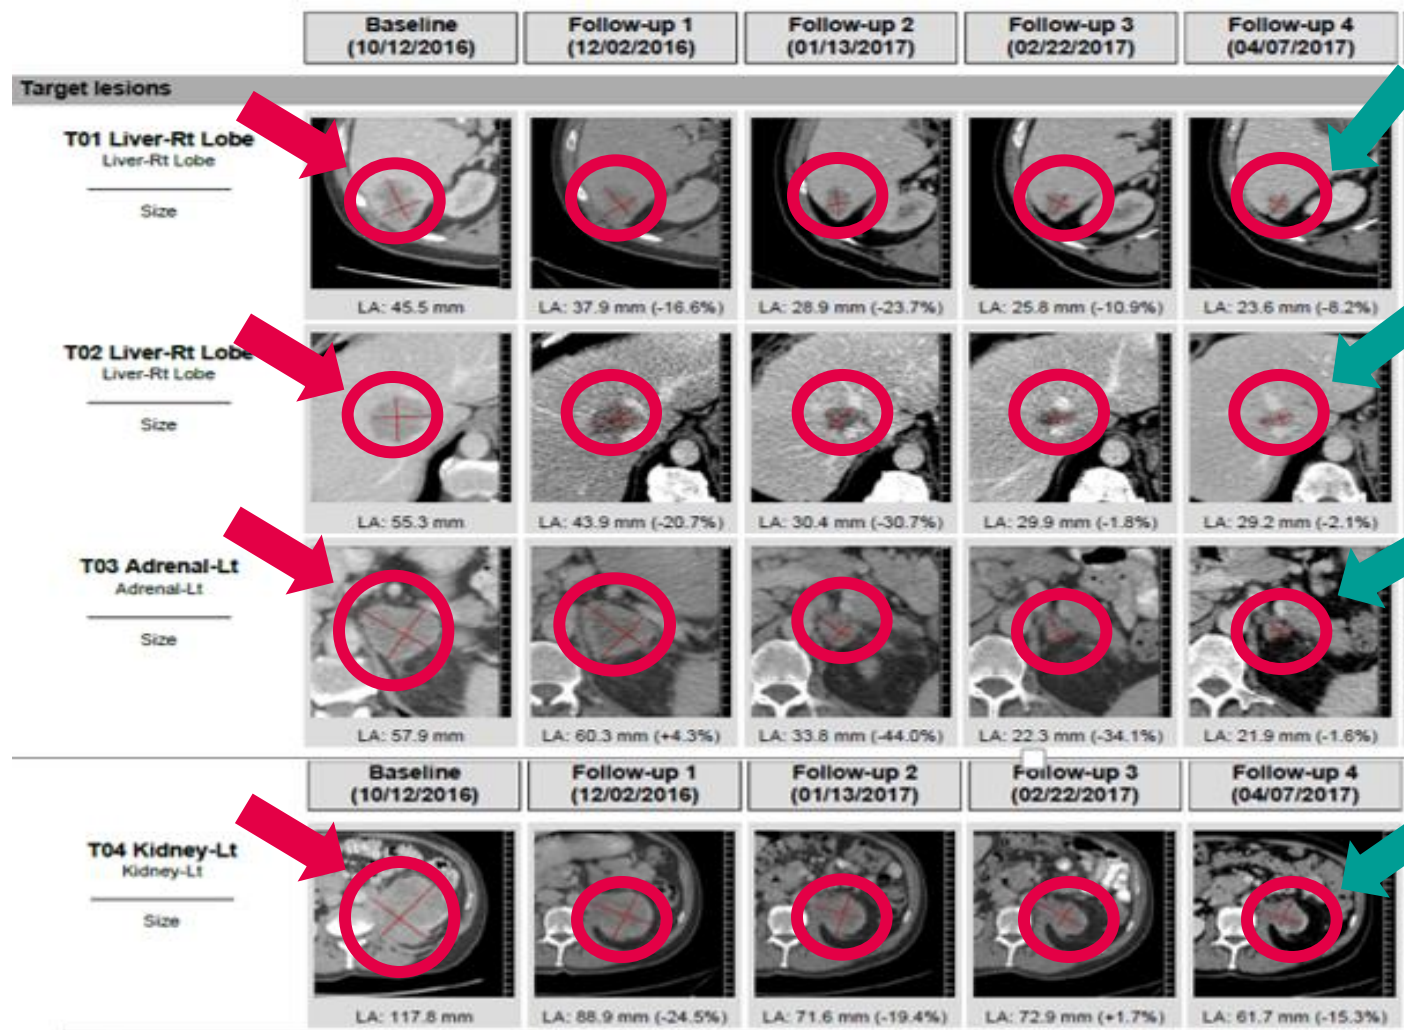 Baseline (10/12/2016)
Follow-up 1 (12/02/2016)
Follow-up 2 (01/13/2017)
Follow-up 3 (02/22/2017)
Follow-up 4 (04/07/2017)
Target lesions
T01 Liver-Rt Lobe
Liver-Rt Lobe
Size
LA: 45.5 mm
LA: 37.9 mm (-16.6%)
LA: 28.9 mm (-23.7%)
LA: 25.8 mm (-10.9%)
LA: 23.6 mm (-8.2%)
T02 Liver-Rt Lobe
Liver-Rt Lobe
Size
LA: 55.3 mm
LA: 43.9 mm (-20.7%)
LA: 30.4 mm (-30.7%)
LA: 29.9 mm (-1.8%)
LA: 29.2 mm (-2.1%)
T03 Adrenal-Lt
Adrenal-Lt
Size
LA: 57.9 mm
LA: 60.3 mm (+4.3%)
LA: 33.8 mm (-44.0%)
LA: 22.3 mm (-34.1%)
LA: 21.9 mm (-1.6%)
Baseline (10/12/2016)
Follow-up 1 (12/02/2016)
Follow-up 2 (01/13/2017)
Follow-up 3 (02/22/2017)
Follow-up 4 (04/07/2017)
T04 Kidney-Lt
Kidney-Lt
Size
LA: 117.8 mm
LA: 88.9 mm (-24.5%)
LA: 71.6 mm (-19.4%)
LA: 72.9 mm (+1.7%)
LA: 61.7 mm (-15.3%)